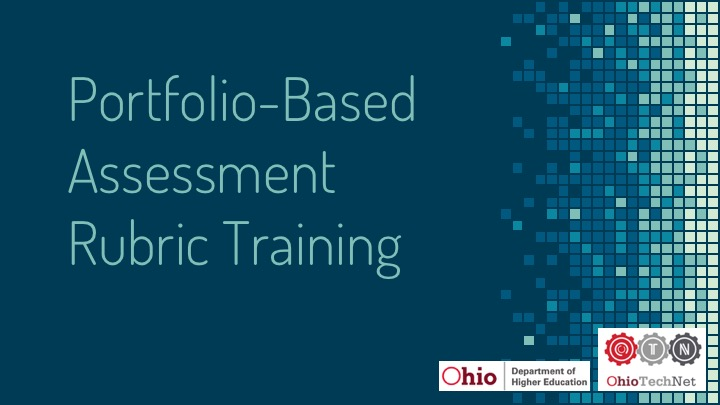 Portfolio-Based
Assessment
Rubric Training
O T N
OhioTechNet
Ohio
Department of
Higher Education